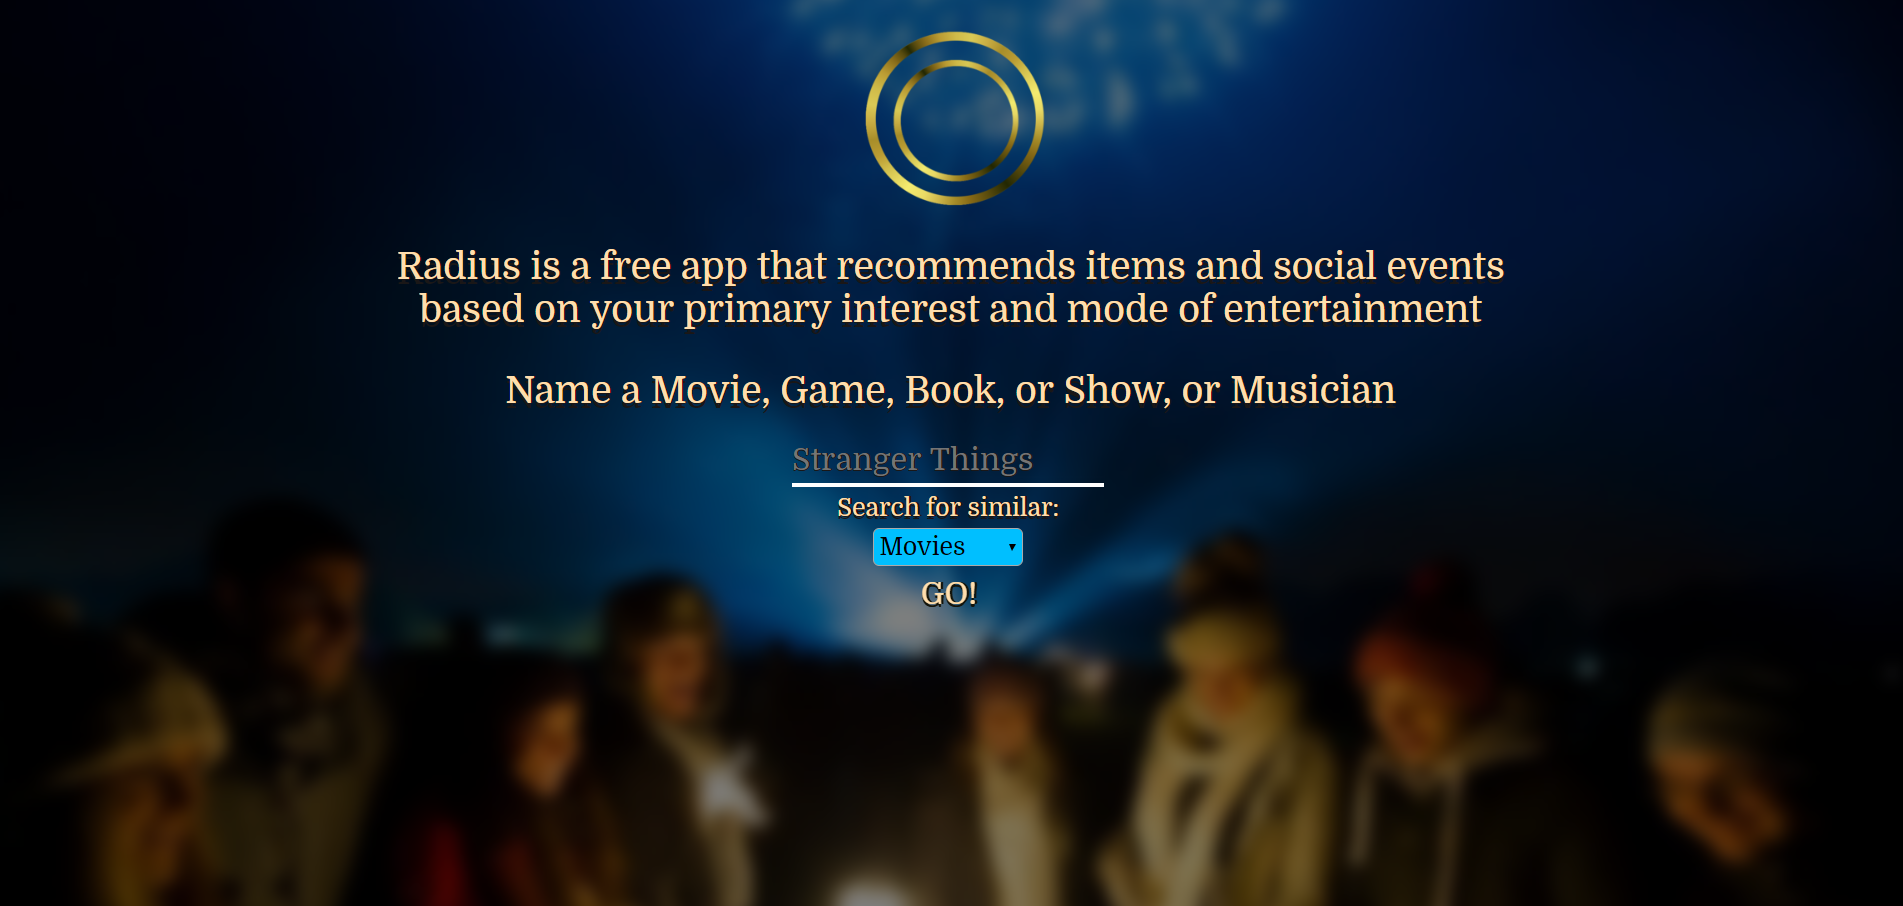 Radius is a free app that recommends items and social events
based on your primary interest and mode of entertainment
Name a Movie, Game, Book, or Show, or Musician
Stranger Things
Search for similar:
Movies
GO!